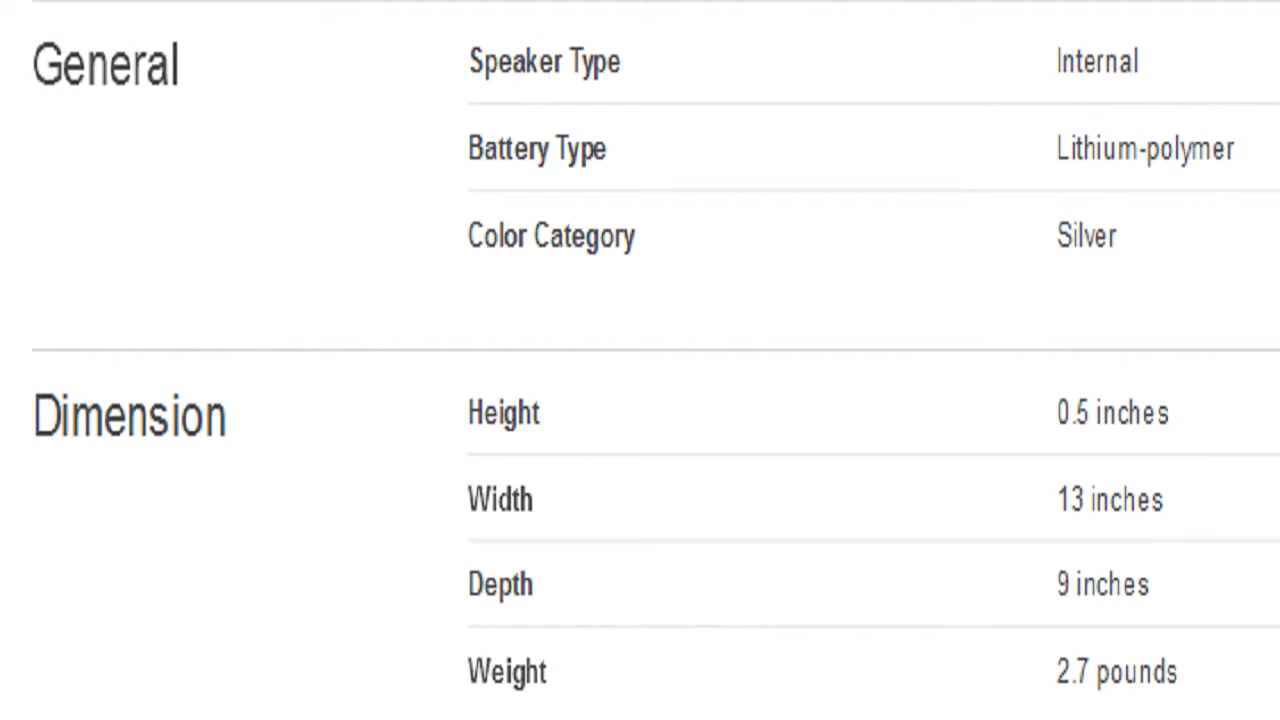 General
Speaker Type Internal
Battery Type Lithium-polymer
Color Category Silver
Dimension
Height 0.5 inches
Width 13 inches
Depth 9 inches
Weight 2.7 pounds